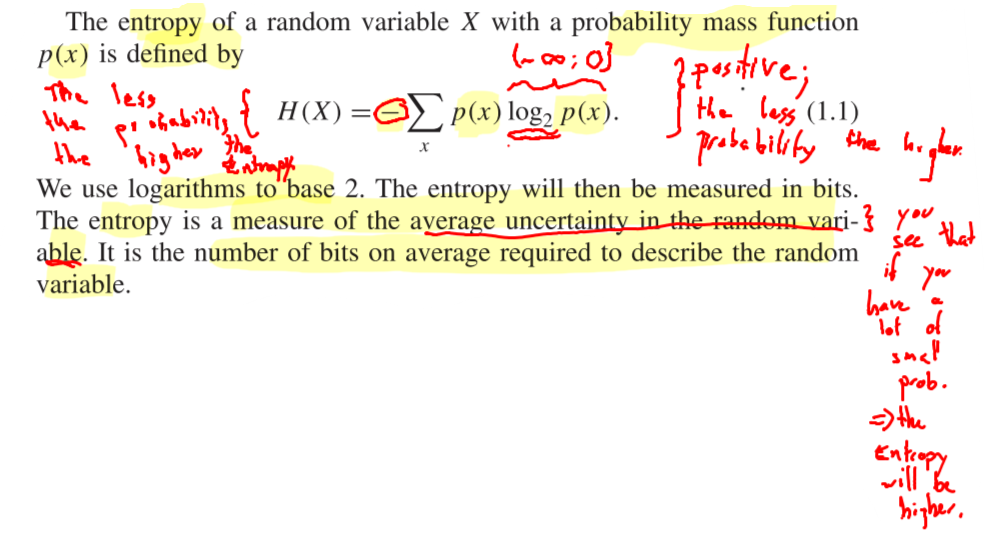 The entropy of a random variable X with a probability mass function
p(x) is defined by
(-∞; 0]
The less
the probability
the higher the
Entropy
H(X) = − ∑ p(x) log₂ p(x).
x
(1.1)
positive;
the less
probability the higher.
We use logarithms to base 2. The entropy will then be measured in bits.
The entropy is a measure of the average uncertainty in the random vari-
able. It is the number of bits on average required to describe the random
variable.
you
see that
if you
have a
lot of
small
prob.
=> the
Entropy
will be
higher.